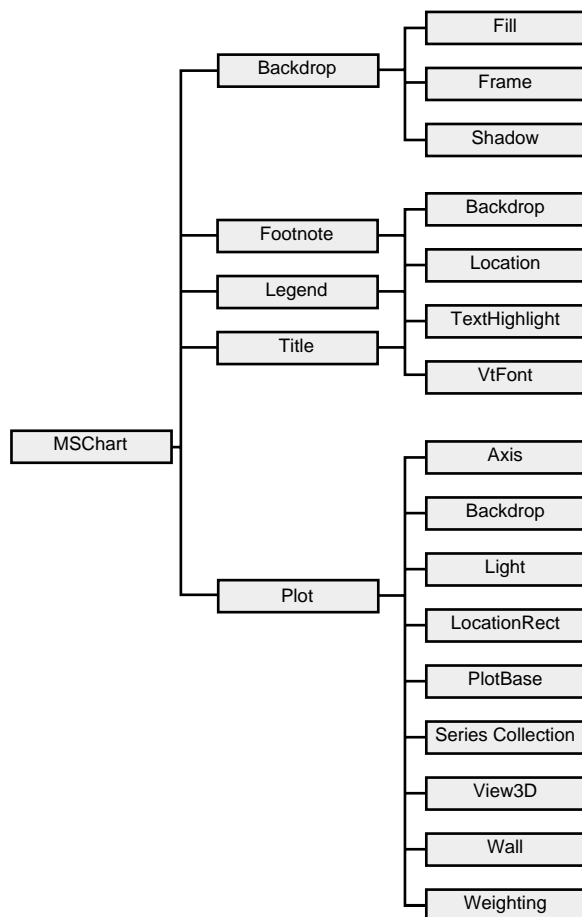 Fill
Backdrop
Frame
Shadow
Backdrop
Footnote
Location
Legend
TextHighlight
Title
VtFont
MSChart
Axis
Backdrop
Light
Plot
LocationRect
PlotBase
Series Collection
View3D
Wall
Weighting